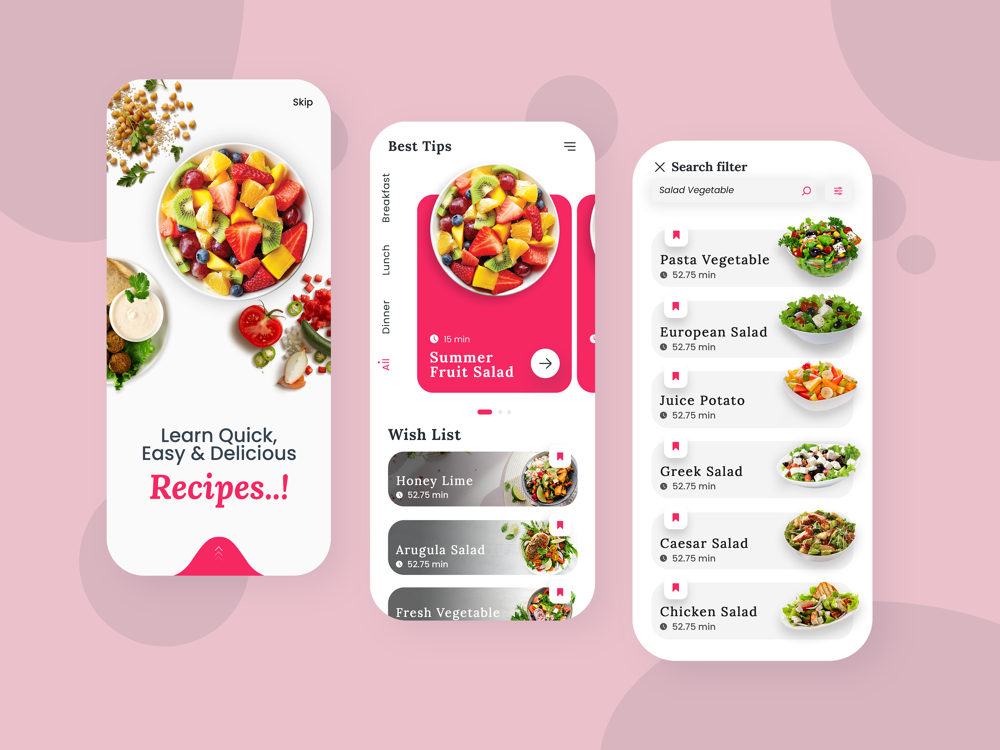 Skip
Learn Quick,
Easy & Delicious
Recipes..!
Best Tips
Breakfast
Lunch
Dinner
All
15 min
Summer
Fruit Salad
Wish List
Honey Lime
52.75 min
Arugula Salad
52.75 min
Fresh Vegetable
Search filter
Salad Vegetable
Pasta Vegetable
52.75 min
European Salad
52.75 min
Juice Potato
52.75 min
Greek Salad
52.75 min
Caesar Salad
52.75 min
Chicken Salad
52.75 min